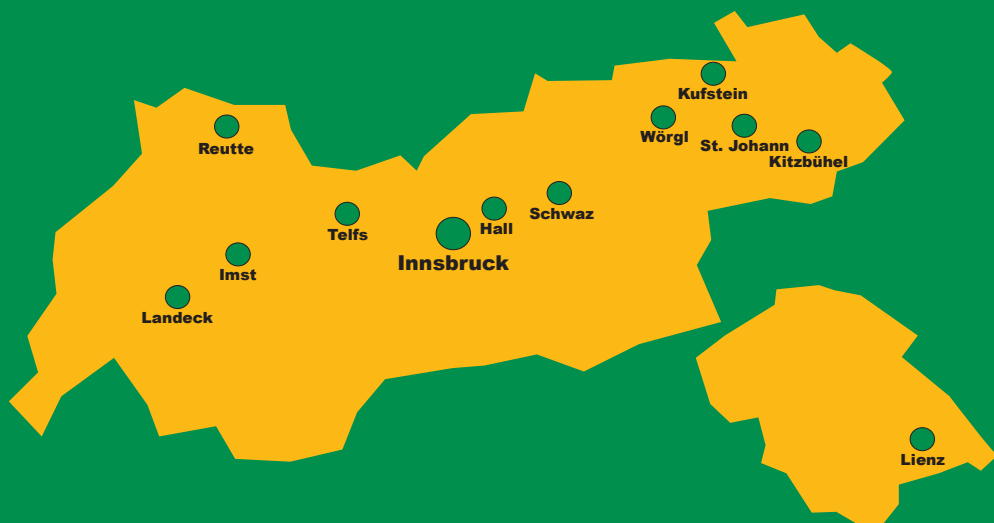 Kufstein
Wörgl
St. Johann
Kitzbühel
Reutte
Schwaz
Hall
Telfs
Innsbruck
Imst
Landeck
Lienz